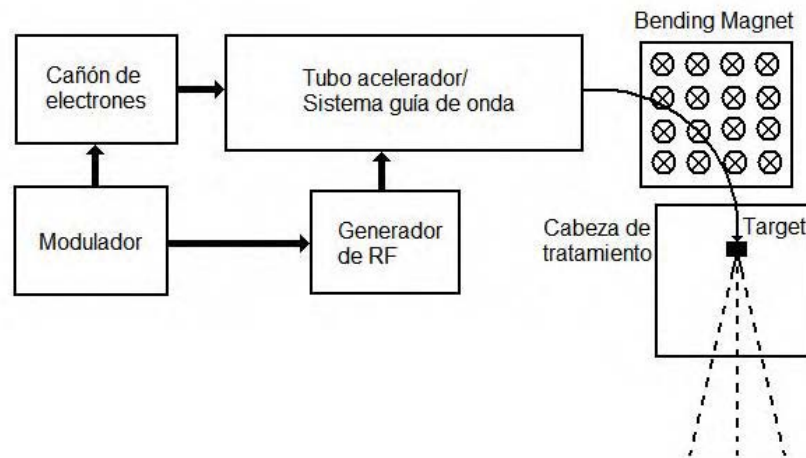 Bending Magnet
Cañón de
electrones
Tubo acelerador/
Sistema guía de onda
Modulador
Generador
de RF
Cabeza de
tratamiento
Target